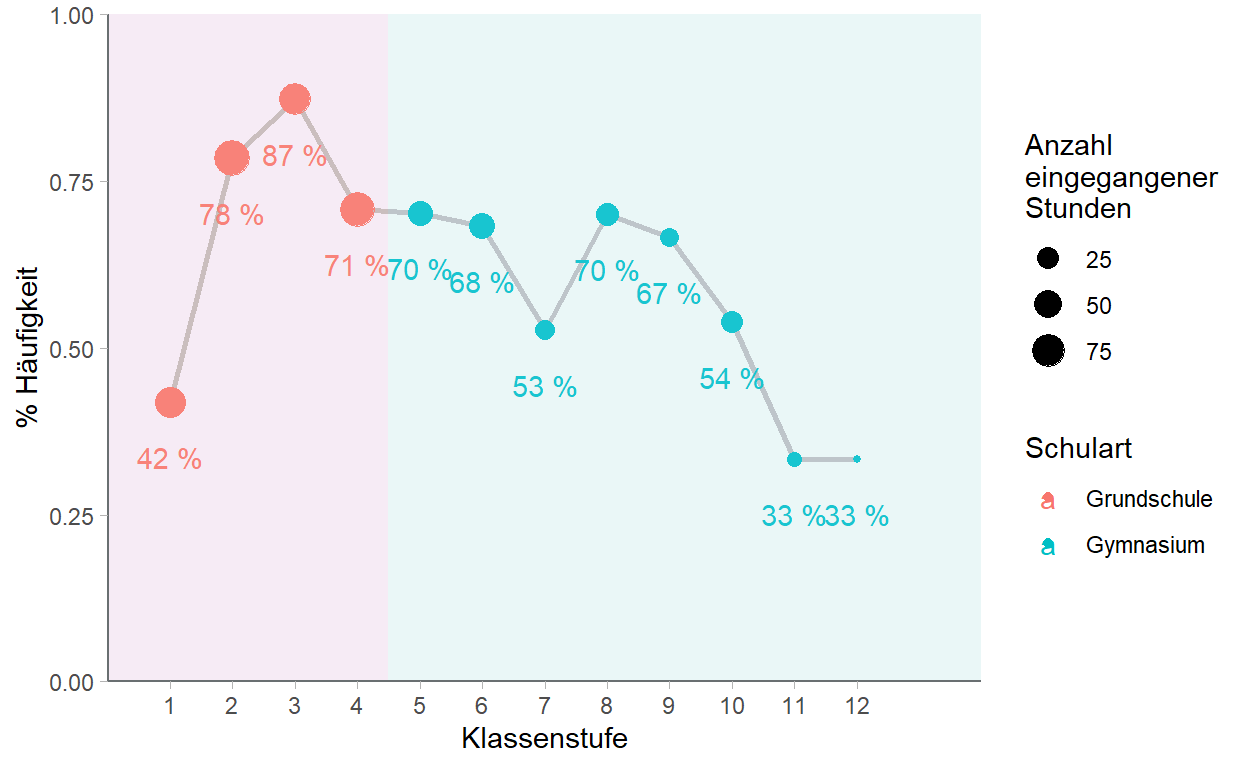 1.00
0.75
0.50
0.25
0.00
% Häufigkeit
42 %
78 %
87 %
71 %
70 %
68 %
53 %
70 %
67 %
54 %
33 %
33 %
1 2 3 4 5 6 7 8 9 10 11 12
Klassenstufe
Anzahl
eingegangener
Stunden
25
50
75
Schulart
a Grundschule
a Gymnasium